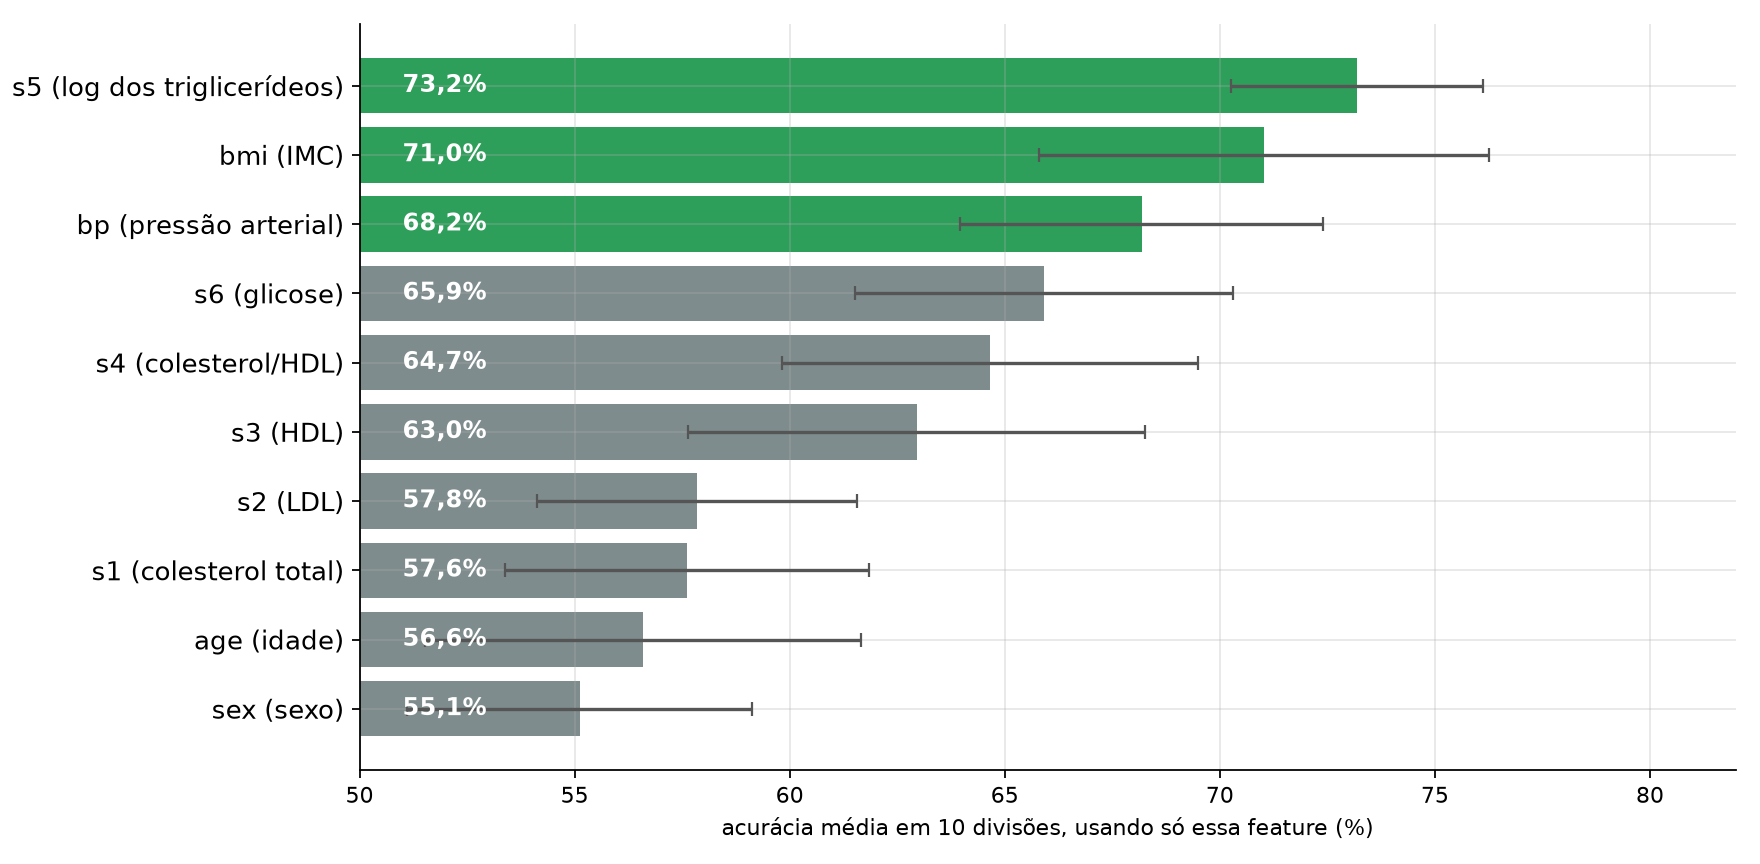 s5 (log dos triglicerídeos) 73,2%
bmi (IMC) 71,0%
bp (pressão arterial) 68,2%
s6 (glicose) 65,9%
s4 (colesterol/HDL) 64,7%
s3 (HDL) 63,0%
s2 (LDL) 57,8%
s1 (colesterol total) 57,6%
age (idade) 56,6%
sex (sexo) 55,1%
50 55 60 65 70 75 80
acurácia média em 10 divisões, usando só essa feature (%)